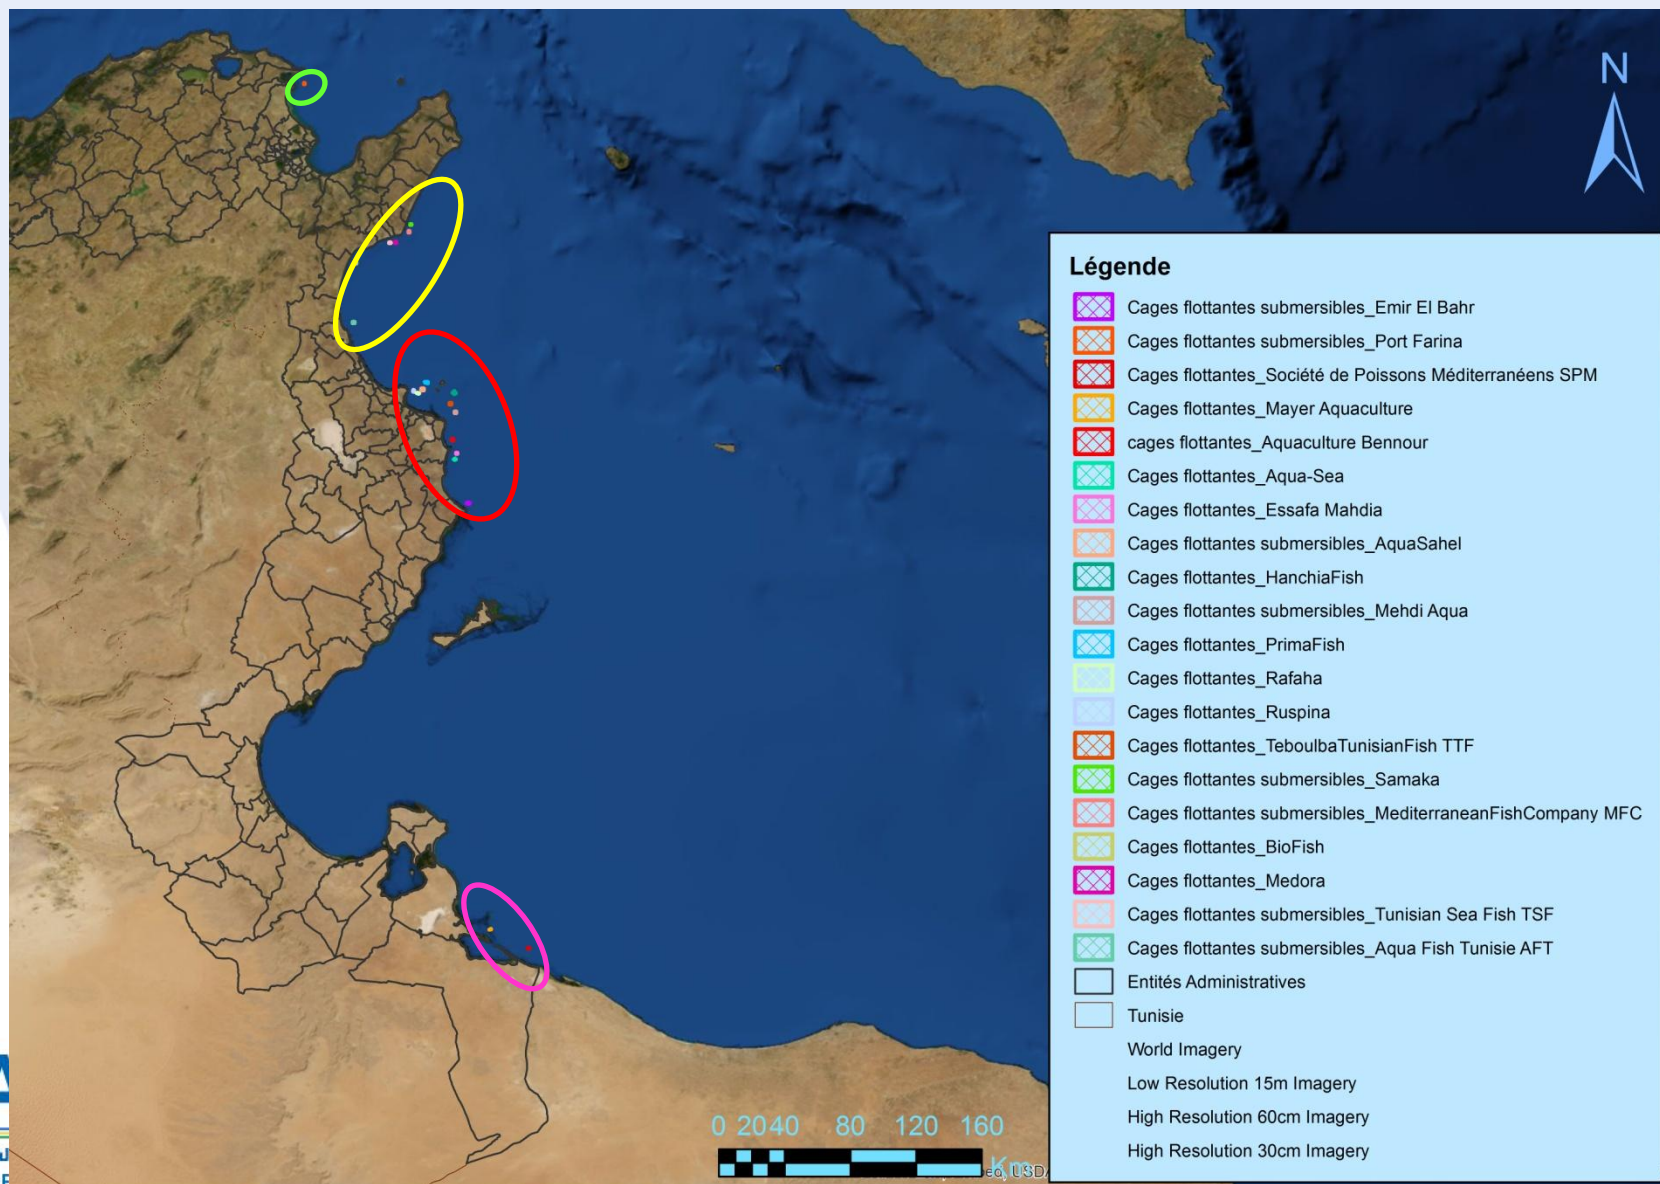 N
Légende
Cages flottantes submersibles_Emir El Bahr
Cages flottantes submersibles_Port Farina
Cages flottantes_Société de Poissons Méditerranéens SPM
Cages flottantes_Mayer Aquaculture
cages flottantes_Aquaculture Bennour
Cages flottantes_Aqua-Sea
Cages flottantes_Essafa Mahdia
Cages flottantes submersibles_AquaSahel
Cages flottantes_HanchiaFish
Cages flottantes submersibles_Mehdi Aqua
Cages flottantes_PrimaFish
Cages flottantes_Rafaha
Cages flottantes_Ruspina
Cages flottantes_TeboulbaTunisianFish TTF
Cages flottantes submersibles_Samaka
Cages flottantes submersibles_MediterraneanFishCompany MFC
Cages flottantes_BioFish
Cages flottantes_Medora
Cages flottantes submersibles_Tunisian Sea Fish TSF
Cages flottantes submersibles_Aqua Fish Tunisie AFT
Entités Administratives
Tunisie
World Imagery
Low Resolution 15m Imagery
High Resolution 60cm Imagery
High Resolution 30cm Imagery
0 20 40 80 120 160
Km